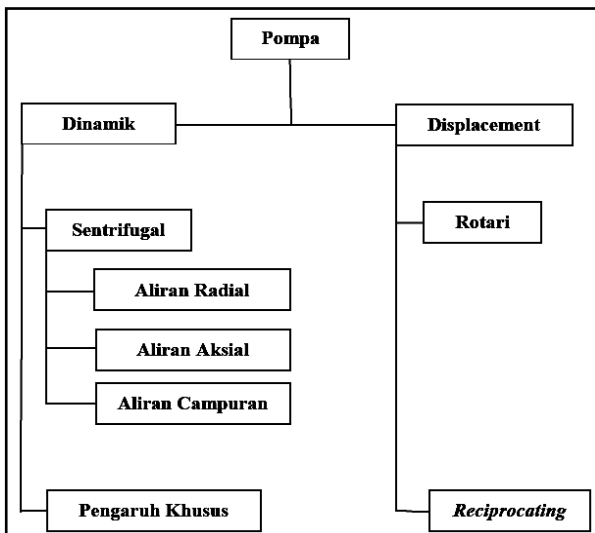 Pompa
Dinamik
Displacement
Sentrifugal
Rotari
Aliran Radial
Aliran Aksial
Aliran Campuran
Pengaruh Khusus
Reciprocating